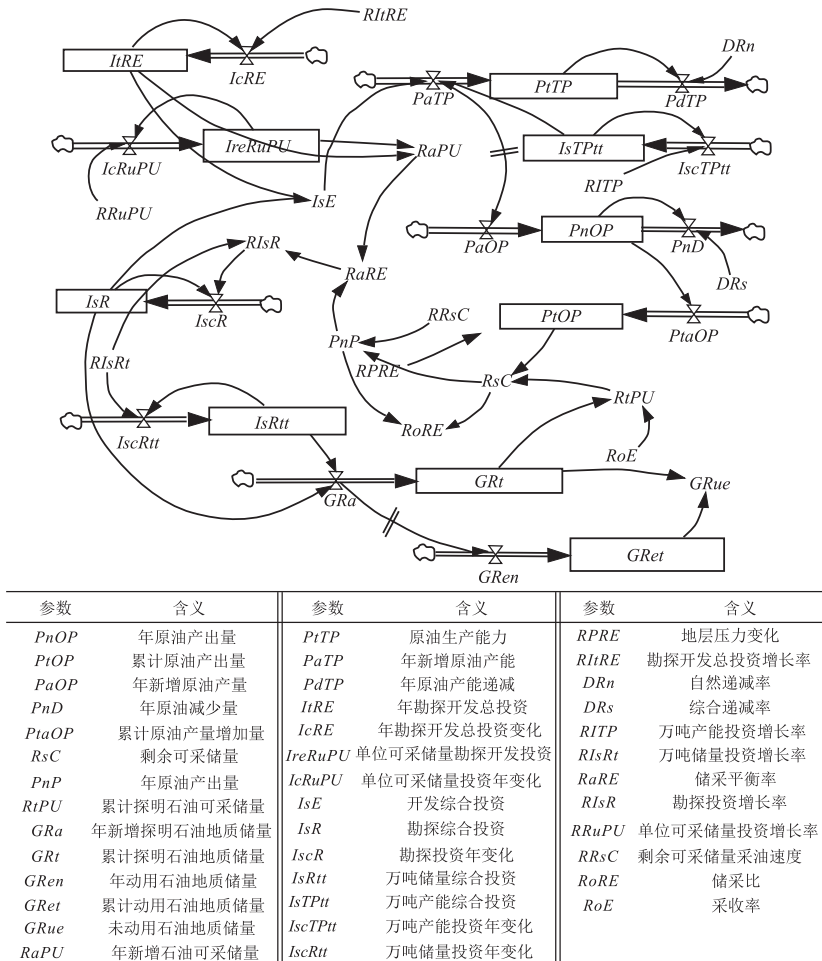 RItRE
ItRE
IcRE
DRn
PaTP
PtTP
PdTP
IcRuPU
IreRuPU
RaPU
IsTPtt
IscTPtt
RITP
RRuPU
IsE
PaOP
PnOP
PnD
RIsR
RaRE
DRs
IsR
IscR
RRsC
PtOP
PtaOP
PnP
RIsRt
RPRE
RsC
RtPU
IscRtt
IsRtt
RoRE
RoE
GRa
GRt
GRue
GRen
GRet
参数 含义 参数 含义 参数 含义
PnOP 年原油产出量 PtTP 原油生产能力 RPRE 地层压力变化
PtOP 累计原油产出量 PaTP 年新增原油产能 RItRE 勘探开发总投资增长率
PaOP 年新增原油产量 PdTP 年原油产能递减 DRn 自然递减率
PnD 年原油减少量 ItRE 年勘探开发总投资 DRs 综合递减率
PtaOP 累计原油产量增加量 IcRE 年勘探开发总投资变化 RITP 万吨产能投资增长率
RsC 剩余可采储量 IreRuPU 单位可采储量勘探开发投资 RIsRt 万吨储量投资增长率
PnP 年原油产出量 IcRuPU 单位可采储量投资年变化 RaRE 储采平衡率
RtPU 累计探明石油可采储量 IsE 开发综合投资 RIsR 勘探投资增长率
GRa 年新增探明石油地质储量 IsR 勘探综合投资 RRuPU 单位可采储量投资增长率
GRt 累计探明石油地质储量 IscR 勘探投资年变化 RRsC 剩余可采储量采油速度
GRen 年动用石油地质储量 IsRtt 万吨储量综合投资 RoRE 储采比
GRet 累计动用石油地质储量 IsTPtt 万吨产能综合投资 RoE 采收率
GRue 未动用石油地质储量 IscTPtt 万吨产能投资年变化
RaPU 年新增石油可采储量 IscRtt 万吨储量投资年变化